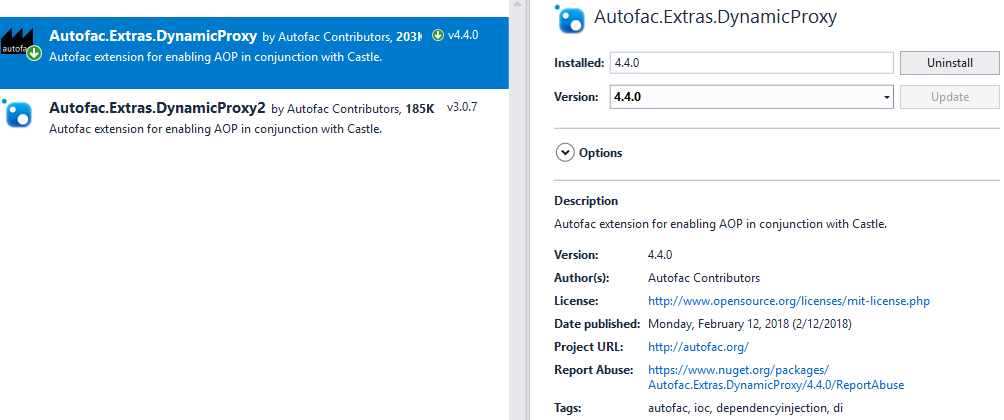 Autofac.Extras.DynamicProxy by Autofac Contributors, 203K v4.4.0
autofac
Autofac extension for enabling AOP in conjunction with Castle.
Autofac.Extras.DynamicProxy2 by Autofac Contributors, 185K v3.0.7
Autofac extension for enabling AOP in conjunction with Castle.
Autofac.Extras.DynamicProxy
Installed: 4.4.0 Uninstall
Version: 4.4.0 Update
Options
Description
Autofac extension for enabling AOP in conjunction with Castle.
Version: 4.4.0
Author(s): Autofac Contributors
License: http://www.opensource.org/licenses/mit-license.php
Date published: Monday, February 12, 2018 (2/12/2018)
Project URL: http://autofac.org/
Report Abuse: https://www.nuget.org/packages/
Autofac.Extras.DynamicProxy/4.4.0/ReportAbuse
Tags: autofac, ioc, dependencyinjection, di